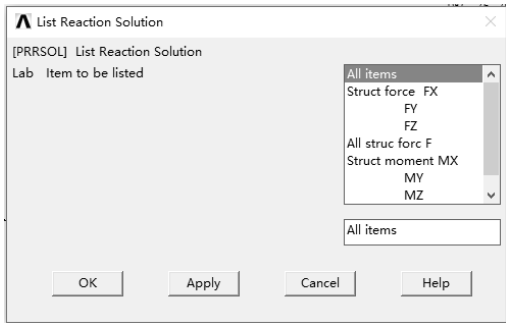 List Reaction Solution
[PRRSOL] List Reaction Solution
Lab Item to be listed
All items
Struct force FX
FY
FZ
All struc forc F
Struct moment MX
MY
MZ
All items
OK
Apply
Cancel
Help